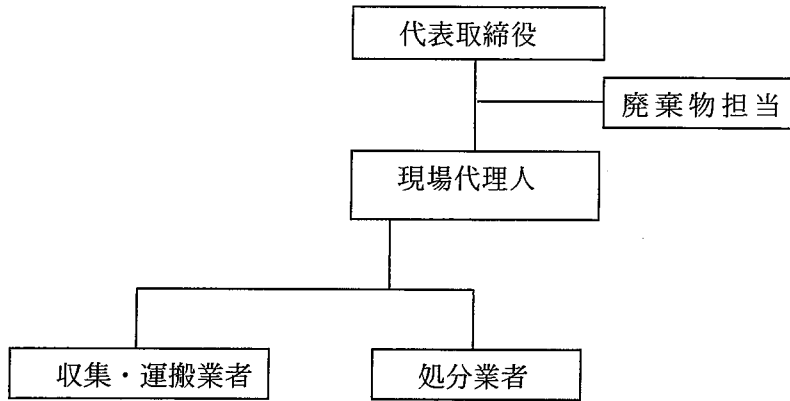 代表取締役
廃棄物担当
現場代理人
収集・運搬業者
処分業者